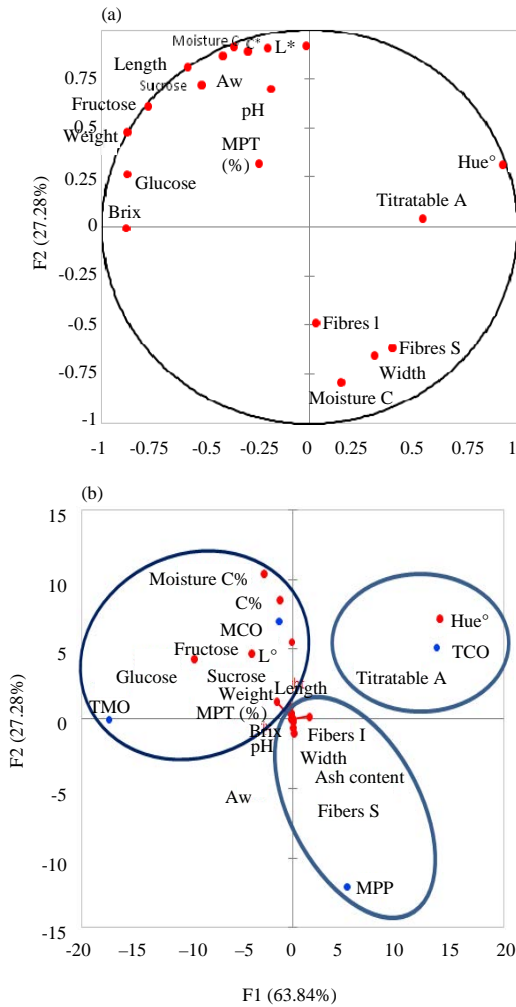 (a)
0.75
0.5
0.25
0
-0.5
-0.75
-1
F2 (27.28%)
Moisture C
C*
L*
Length
Sucrose
Aw
Fructose
pH
Weight
MPT
(%)
Glucose
Hue°
Titratable A
Brix
Fibres l
Fibres S
Width
Moisture C
-1
-0.75
-0.5
-0.25
0
0.25
0.5
0.75
1
(b)
15
10
5
0
-5
-10
-15
F2 (27.28%)
Moisture C%
C%
MCO
Fructose
L°
Glucose
Sucrose
Weight
Length
TMO
MPT (%)
Brix
pH
Aw
Hue°
TCO
Titratable A
Fibers I
Width
Ash content
Fibers S
MPP
–20
–15
–10
–5
0
5
10
15
20
F1 (63.84%)